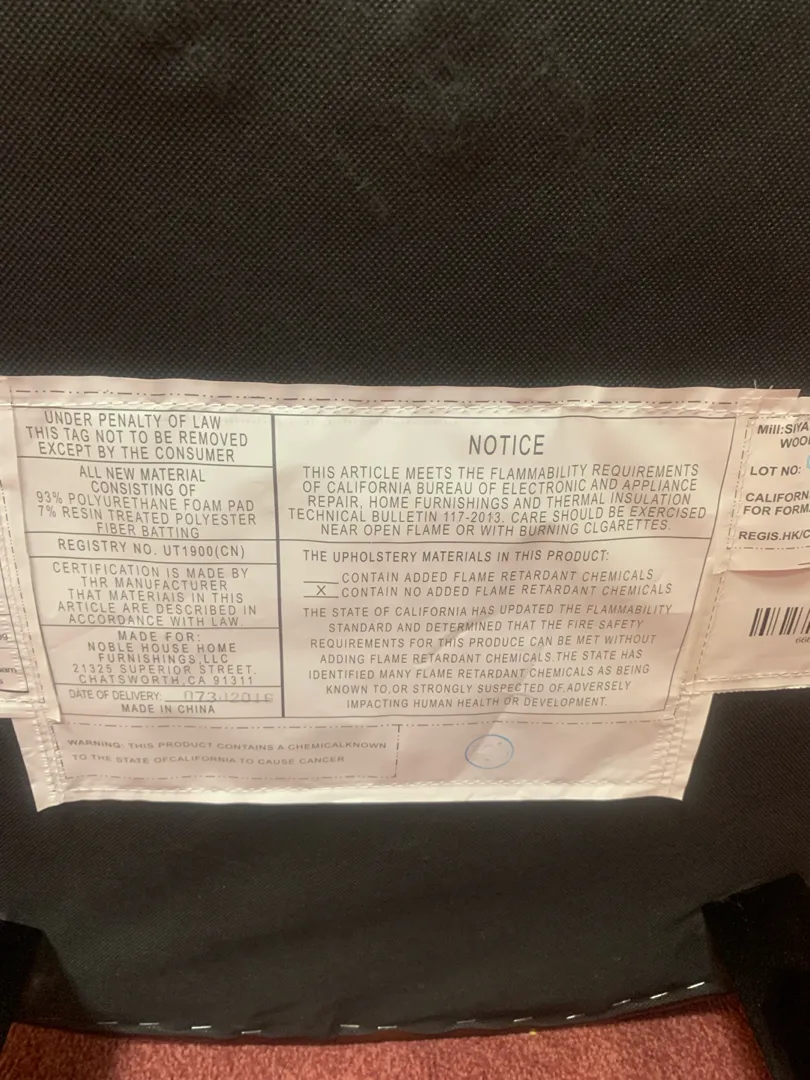 UNDER PENALTY OF LAW
THIS TAG NOT TO BE REMOVED
EXCEPT BY THE CONSUMER
ALL NEW MATERIAL
CONSISTING OF
93% POLYURETHANE FOAM PAD
7% RESIN TREATED POLYESTER
FIBER BATTING
REGISTRY NO. UT1900(CN)
CERTIFICATION IS MADE BY
THR MANUFACTURER
THAT MATERIAIS IN THIS
ARTICLE ARE DESCRIBED IN
ACCORDANCE WITH LAW.
MADE FOR:
NOBLE HOUSE HOME
FURNISHINGS,LLC
21325 SUPERIOR STREET.
CHATSWORTH,CA 91311
DATE OF DELIVERY:
MADE IN CHINA
NOTICE
THIS ARTICLE MEETS THE FLAMMABILITY REQUIREMENTS
OF CALIFORNIA BUREAU OF ELECTRONIC AND APPLIANCE
REPAIR, HOME FURNISHINGS AND THERMAL INSULATION
TECHNICAL BULLETIN 117-2013. CARE SHOULD BE EXERCISED
NEAR OPEN FLAME OR WITH BURNING CLGARETTES.
THE UPHOLSTERY MATERIALS IN THIS PRODUCT:
CONTAIN ADDED FLAME RETARDANT CHEMICALS
X CONTAIN NO ADDED FLAME RETARDANT CHEMICALS
THE STATE OF CALIFORNIA HAS UPDATED THE FLAMMABILITY
STANDARD AND DETERMINED THAT THE FIRE SAFETY
REQUIREMENTS FOR THIS PRODUCE CAN BE MET WITHOUT
ADDING FLAME RETARDANT CHEMICALS.THE STATE HAS
IDENTIFIED MANY FLAME RETARDANT CHEMICALS AS BEING
KNOWN TO,OR STRONGLY SUSPECTED OF,ADVERSELY
IMPACTING HUMAN HEALTH OR DEVELOPMENT.
WARNING: THIS PRODUCT CONTAINS A CHEMICALKNOWN
TO THE STATE OFCALIFORNIA TO CAUSE CANCER
Mill:SIYA
WOO
LOT NO:
CALIFORN
FOR FORM
REGIS.HK/C